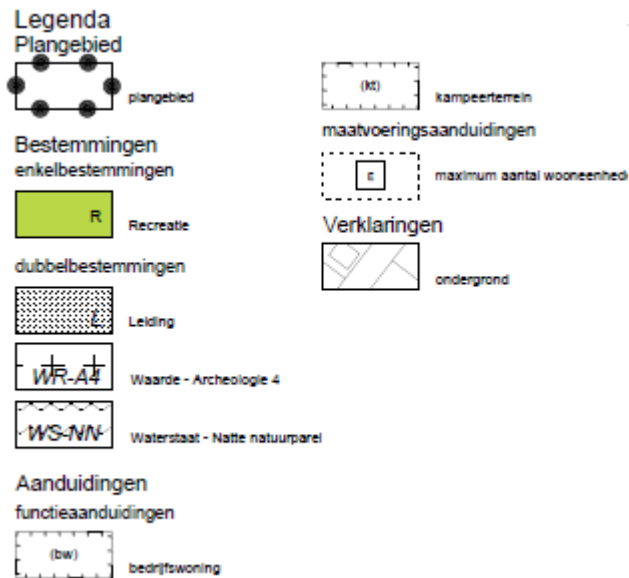 Legenda
Plangebied
plangebied
Bestemmingen
enkelbestemmingen
R
Recreatie
dubbelbestemmingen
L
Leiding
WR-A4
Waarde - Archeologie 4
WS-NN
Waterstaat - Natte natuurparel
Aanduidingen
functieaanduidingen
(bw)
bedrijfswoning
(kt)
kampeerterrein
maatvoeringsaanduidingen
maximum aantal wooneenhed
Verklaringen
ondergrond